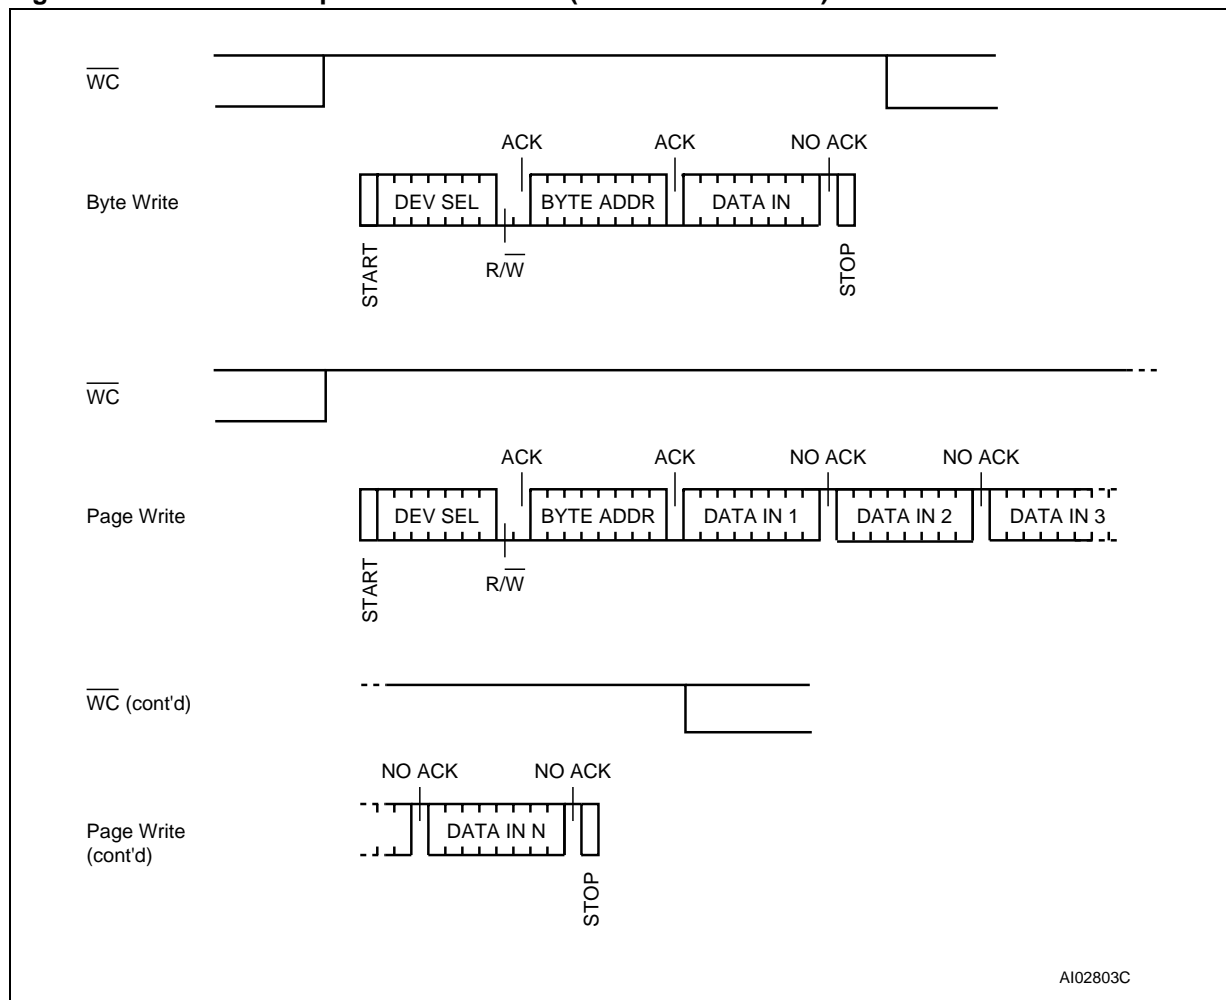 WC
ACK ACK NO ACK
Byte Write DEV SEL BYTE ADDR DATA IN
START R/W STOP
WC
ACK ACK NO ACK NO ACK
Page Write DEV SEL BYTE ADDR DATA IN 1 DATA IN 2 DATA IN 3
START R/W
WC (cont'd)
NO ACK NO ACK
Page Write
(cont'd) DATA IN N
STOP
AI02803C